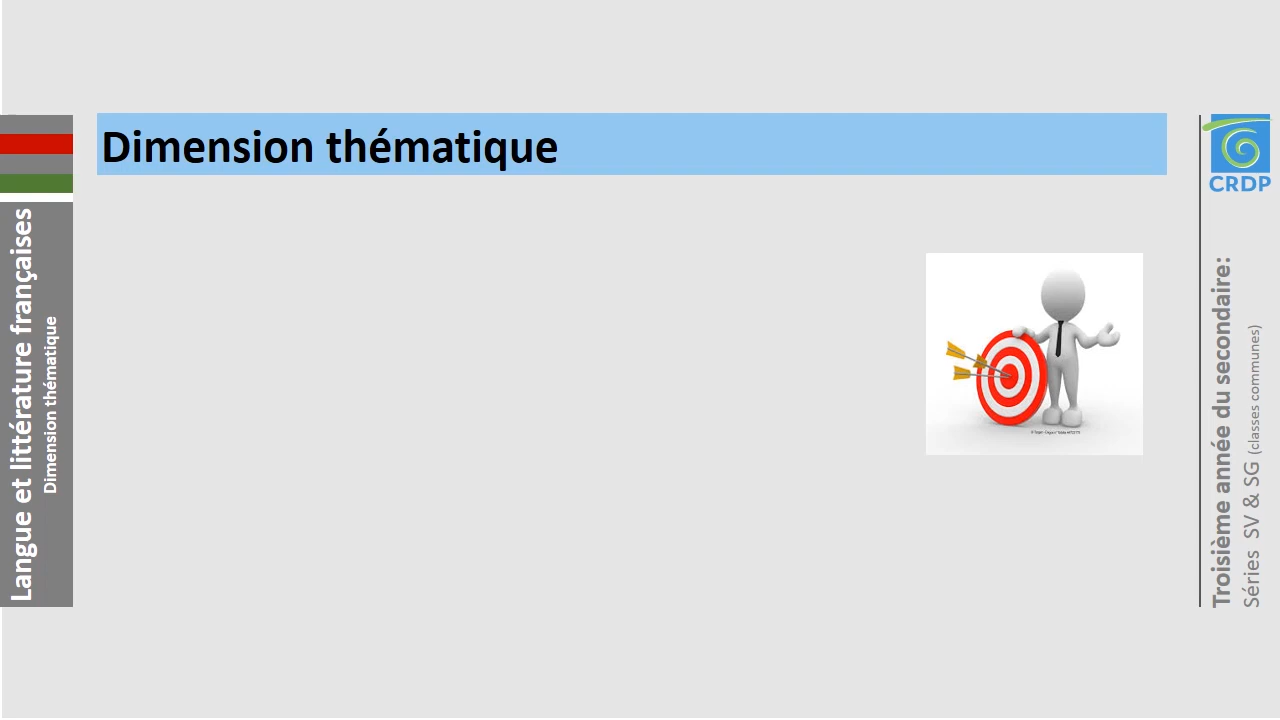 Dimension thématique
Langue et littérature françaises
Dimension thématique
CRDP
Troisième année du secondaire:
Séries SV & SG (classes communes)